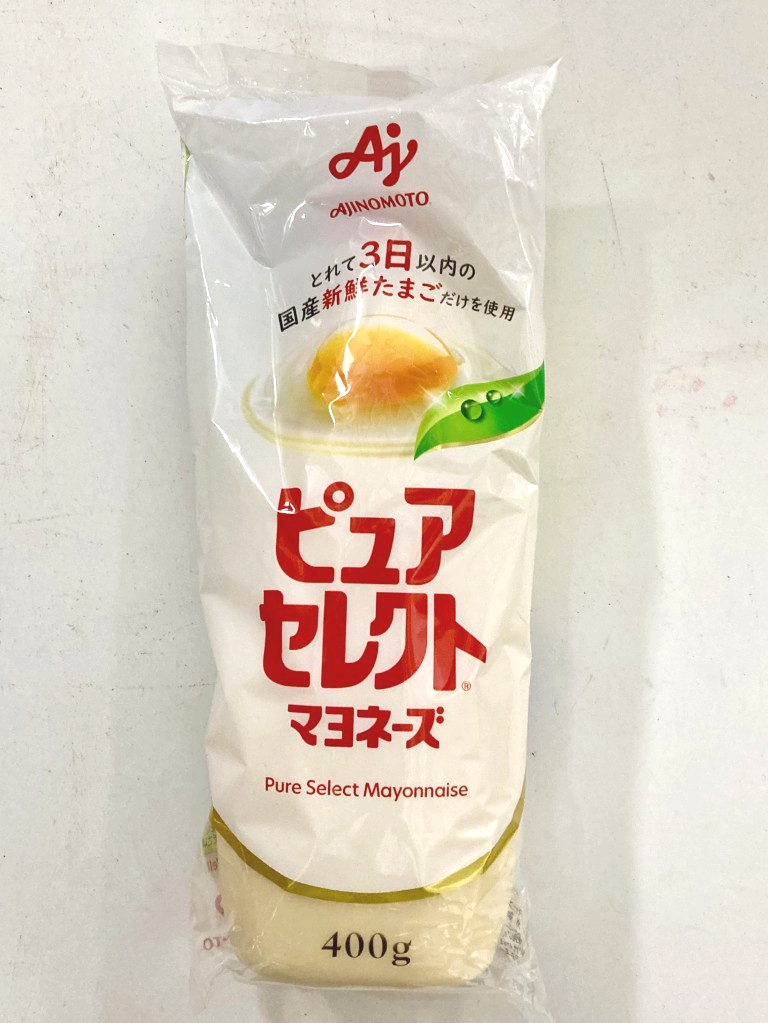 Aj
AJINOMOTO
とれて3日以内の
国産新鮮たまごだけを使用
ピュア
セレクト®
マヨネーズ
Pure Select Mayonnaise
400g